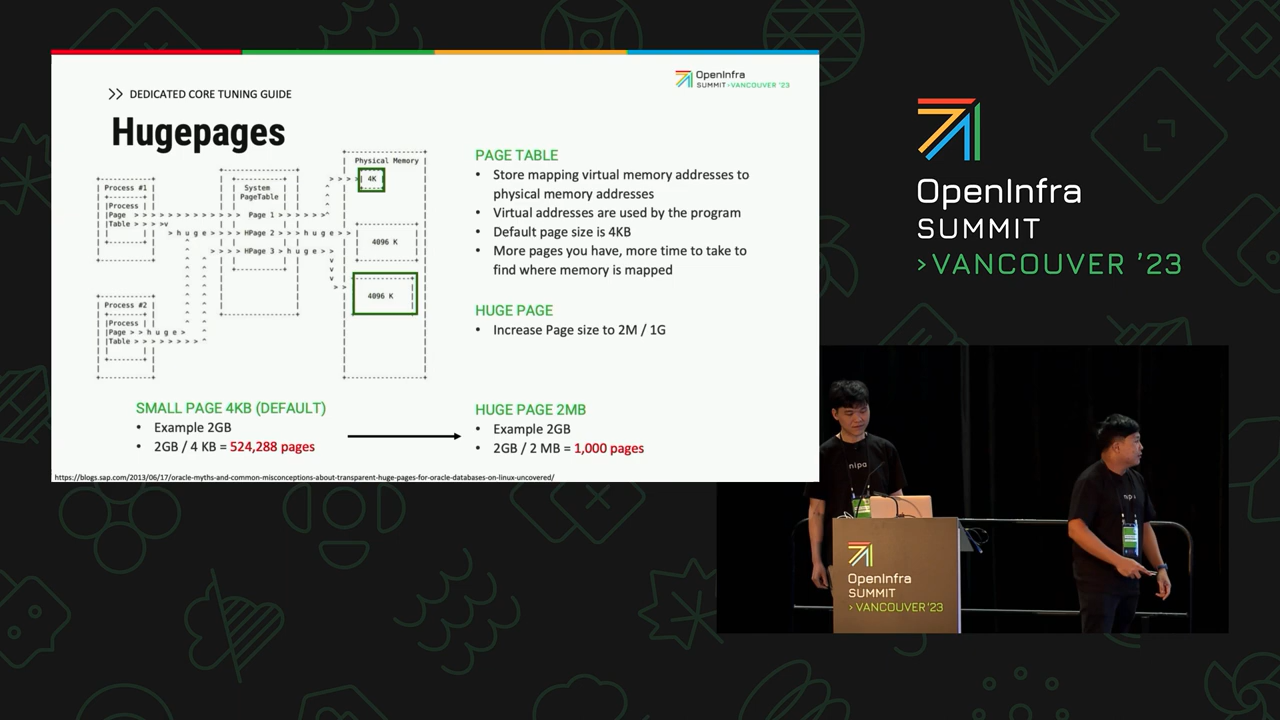 DEDICATED CORE TUNING GUIDE
OpenInfra
SUMMIT >VANCOUVER '23
Hugepages
Physical Memory
4K
4096 K
4096 K
System
PageTable
Page 1
HPage 2
HPage 3
Process #1
Process
Page
Table
huge
huge
huge
Process #2
Process
Page
Table
huge
PAGE TABLE
• Store mapping virtual memory addresses to
physical memory addresses
• Virtual addresses are used by the program
• Default page size is 4KB
• More pages you have, more time to take to
find where memory is mapped
HUGE PAGE
• Increase Page size to 2M / 1G
SMALL PAGE 4KB (DEFAULT)
• Example 2GB
• 2GB / 4 KB = 524,288 pages
HUGE PAGE 2MB
• Example 2GB
• 2GB / 2 MB = 1,000 pages
https://blogs.sap.com/2013/06/17/oracle-myths-and-common-misconceptions-about-transparent-huge-pages-for-oracle-databases-on-linux-uncovered/
OpenInfra
SUMMIT
>VANCOUVER '23
nipa
OpenInfra
SUMMIT
>VANCOUVER '23